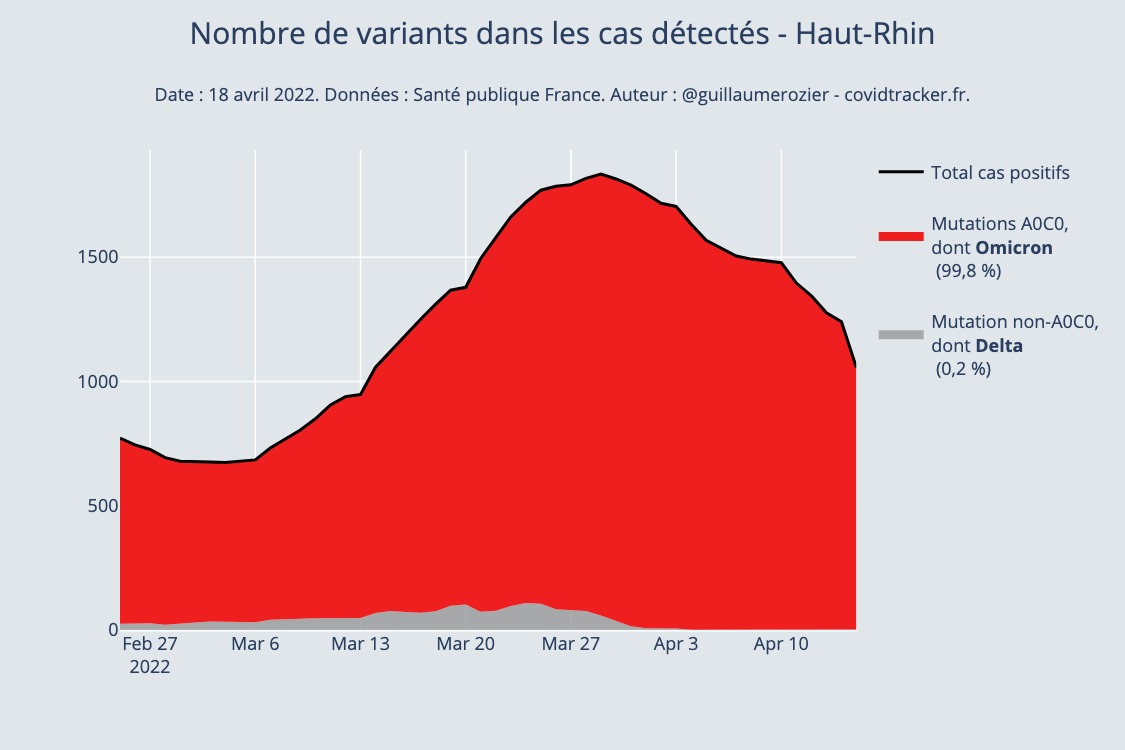 Nombre de variants dans les cas détectés - Haut-Rhin
Date : 18 avril 2022. Données : Santé publique France. Auteur : @guillaumerozier - covidtracker.fr.
Total cas positifs
Mutations A0C0,
dont Omicron
(99,8 %)
Mutation non-A0C0,
dont Delta
(0,2 %)
1500
1000
500
0
Feb 27 Mar 6 Mar 13 Mar 20 Mar 27 Apr 3 Apr 10
2022